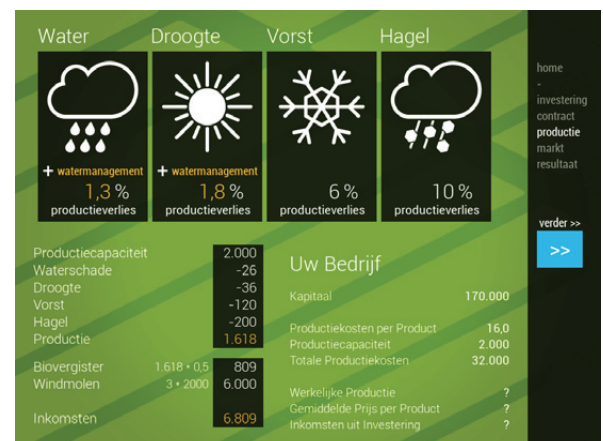 Water Droogte Vorst Hagel
+ watermanagement + watermanagement
1,3 % 1,8 % 6 % 10 %
productieverlies productieverlies productieverlies productieverlies
Productiecapaciteit 2.000
Waterschade -26
Droogte -36
Vorst -120
Hagel -200
Productie 1.618
Biovergister 1.618 * 0,5 809
Windmolen 3 * 2000 6.000
Inkomsten 6.809
Uw Bedrijf
Kapitaal 170.000
Productiekosten per Product 16,0
Productiecapaciteit 2.000
Totale Productiekosten 32.000
Werkelijke Productie ?
Gemiddelde Prijs per Product ?
Inkomsten uit Investering ?
home
-
investering
contract
productie
markt
resultaat
verder >>
>>